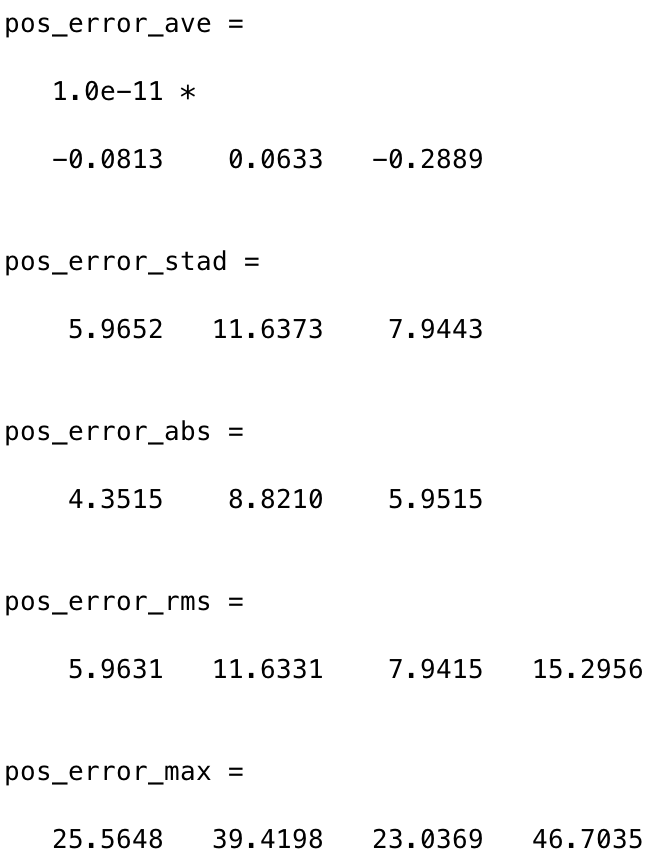 pos_error_ave =
1.0e-11 *
-0.0813    0.0633   -0.2889
pos_error_stad =
5.9652   11.6373    7.9443
pos_error_abs =
4.3515    8.8210    5.9515
pos_error_rms =
5.9631   11.6331    7.9415   15.2956
pos_error_max =
25.5648   39.4198   23.0369   46.7035